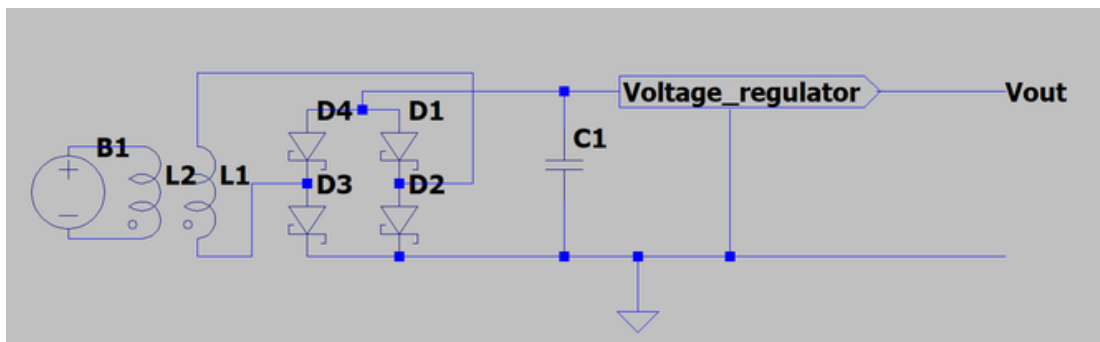 B1
L2
L1
D4
D1
D3
D2
C1
Voltage_regulator
Vout